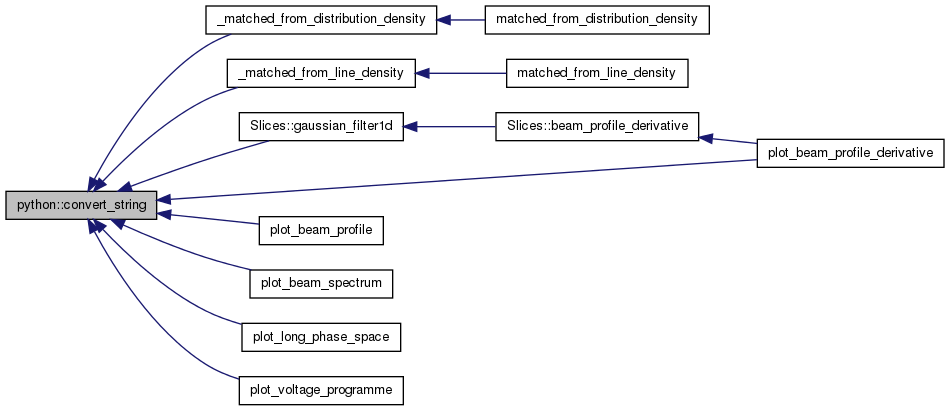 _matched_from_distribution_density
matched_from_distribution_density
_matched_from_line_density
matched_from_line_density
Slices::gaussian_filter1d
Slices::beam_profile_derivative
plot_beam_profile_derivative
python::convert_string
plot_beam_profile
plot_beam_spectrum
plot_long_phase_space
plot_voltage_programme